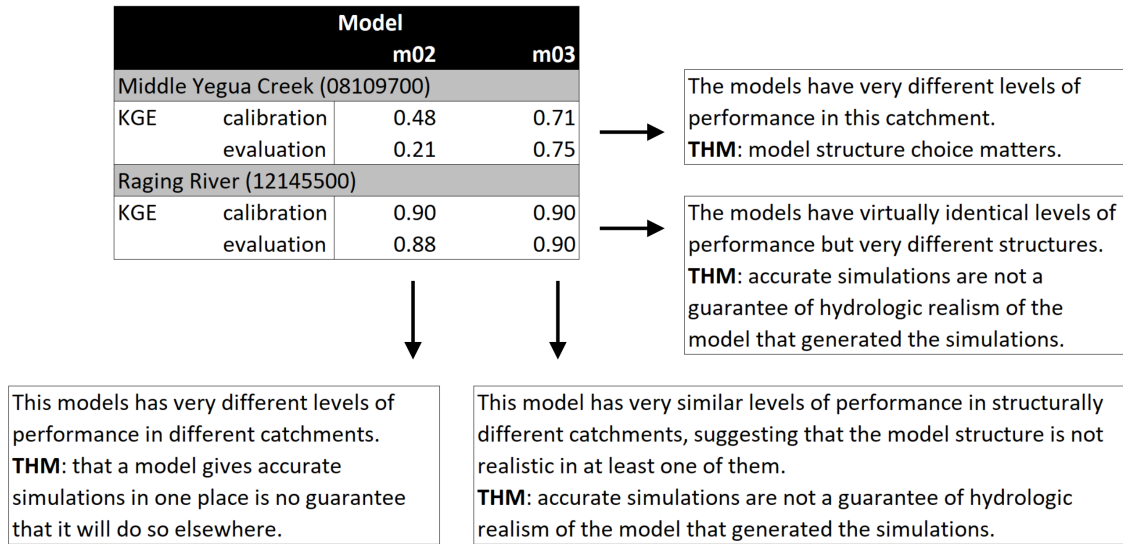 Model
m02 m03
Middle Yegua Creek (08109700)
KGE calibration 0.48 0.71
evaluation 0.21 0.75
Raging River (12145500)
KGE calibration 0.90 0.90
evaluation 0.88 0.90
The models have very different levels of
performance in this catchment.
THM: model structure choice matters.
The models have virtually identical levels of
performance but very different structures.
THM: accurate simulations are not a
guarantee of hydrologic realism of the
model that generated the simulations.
This models has very different levels of
performance in different catchments.
THM: that a model gives accurate
simulations in one place is no guarantee
that it will do so elsewhere.
This model has very similar levels of performance in structurally
different catchments, suggesting that the model structure is not
realistic in at least one of them.
THM: accurate simulations are not a guarantee of hydrologic
realism of the model that generated the simulations.